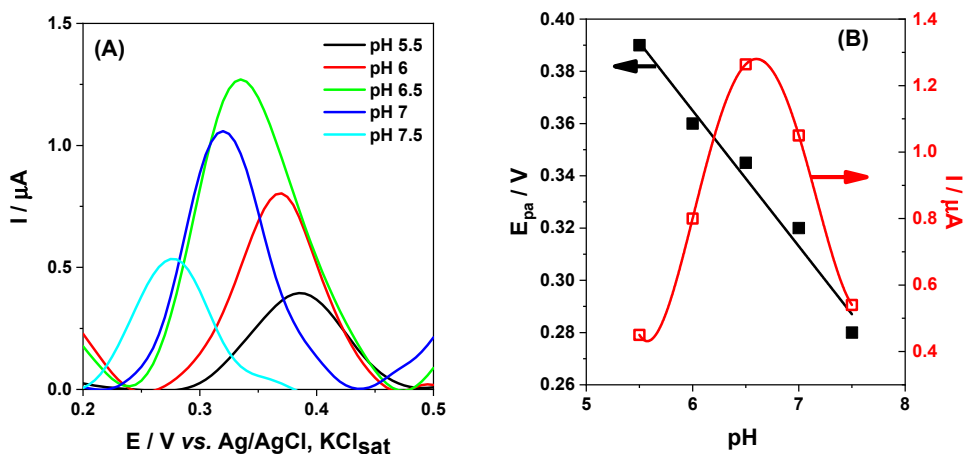 (A)
pH 5.5
pH 6
pH 6.5
pH 7
pH 7.5
1.5
1.0
0.5
0.0
I / μA
0.2 0.3 0.4 0.5
E / V vs. Ag/AgCl, KCl_sat
(B)
0.40
0.38
0.36
0.34
0.32
0.30
0.28
0.26
E_pa / V
1.4
1.2
1.0
0.8
0.6
0.4
I / μA
5 6 7 8
pH